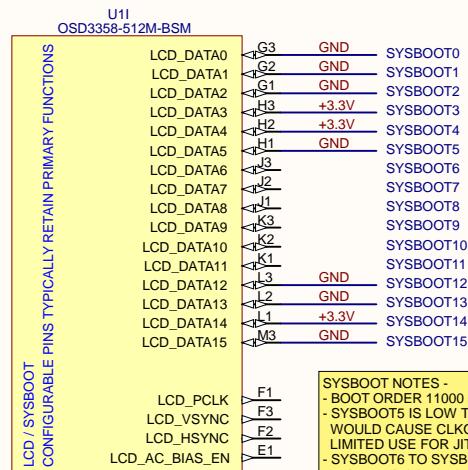 U1I
OSD3358-512M-BSM
LCD / SYSBOOT
CONFIGURABLE PINS TYPICALLY RETAIN PRIMARY FUNCTIONS
LCD_DATA0 G3 GND SYSBOOT0
LCD_DATA1 G2 GND SYSBOOT1
LCD_DATA2 G1 GND SYSBOOT2
LCD_DATA3 H3 +3.3V SYSBOOT3
LCD_DATA4 H2 +3.3V SYSBOOT4
LCD_DATA5 H1 GND SYSBOOT5
LCD_DATA6 J3 SYSBOOT6
LCD_DATA7 J2 SYSBOOT7
LCD_DATA8 J1 SYSBOOT8
LCD_DATA9 K3 SYSBOOT9
LCD_DATA10 K2 SYSBOOT10
LCD_DATA11 K1 SYSBOOT11
LCD_DATA12 L3 GND SYSBOOT12
LCD_DATA13 L2 GND SYSBOOT13
LCD_DATA14 L1 +3.3V SYSBOOT14
LCD_DATA15 M3 GND SYSBOOT15
LCD_PCLK F1
LCD_VSYNC F3
LCD_HSYNC F2
LCD_AC_BIAS_EN E1
SYSBOOT NOTES -
- BOOT ORDER 11000
- SYSBOOT5 IS LOW T
WOULD CAUSE CLKO
LIMITED USE FOR JIT
- SYSBOOT6 TO SYSB